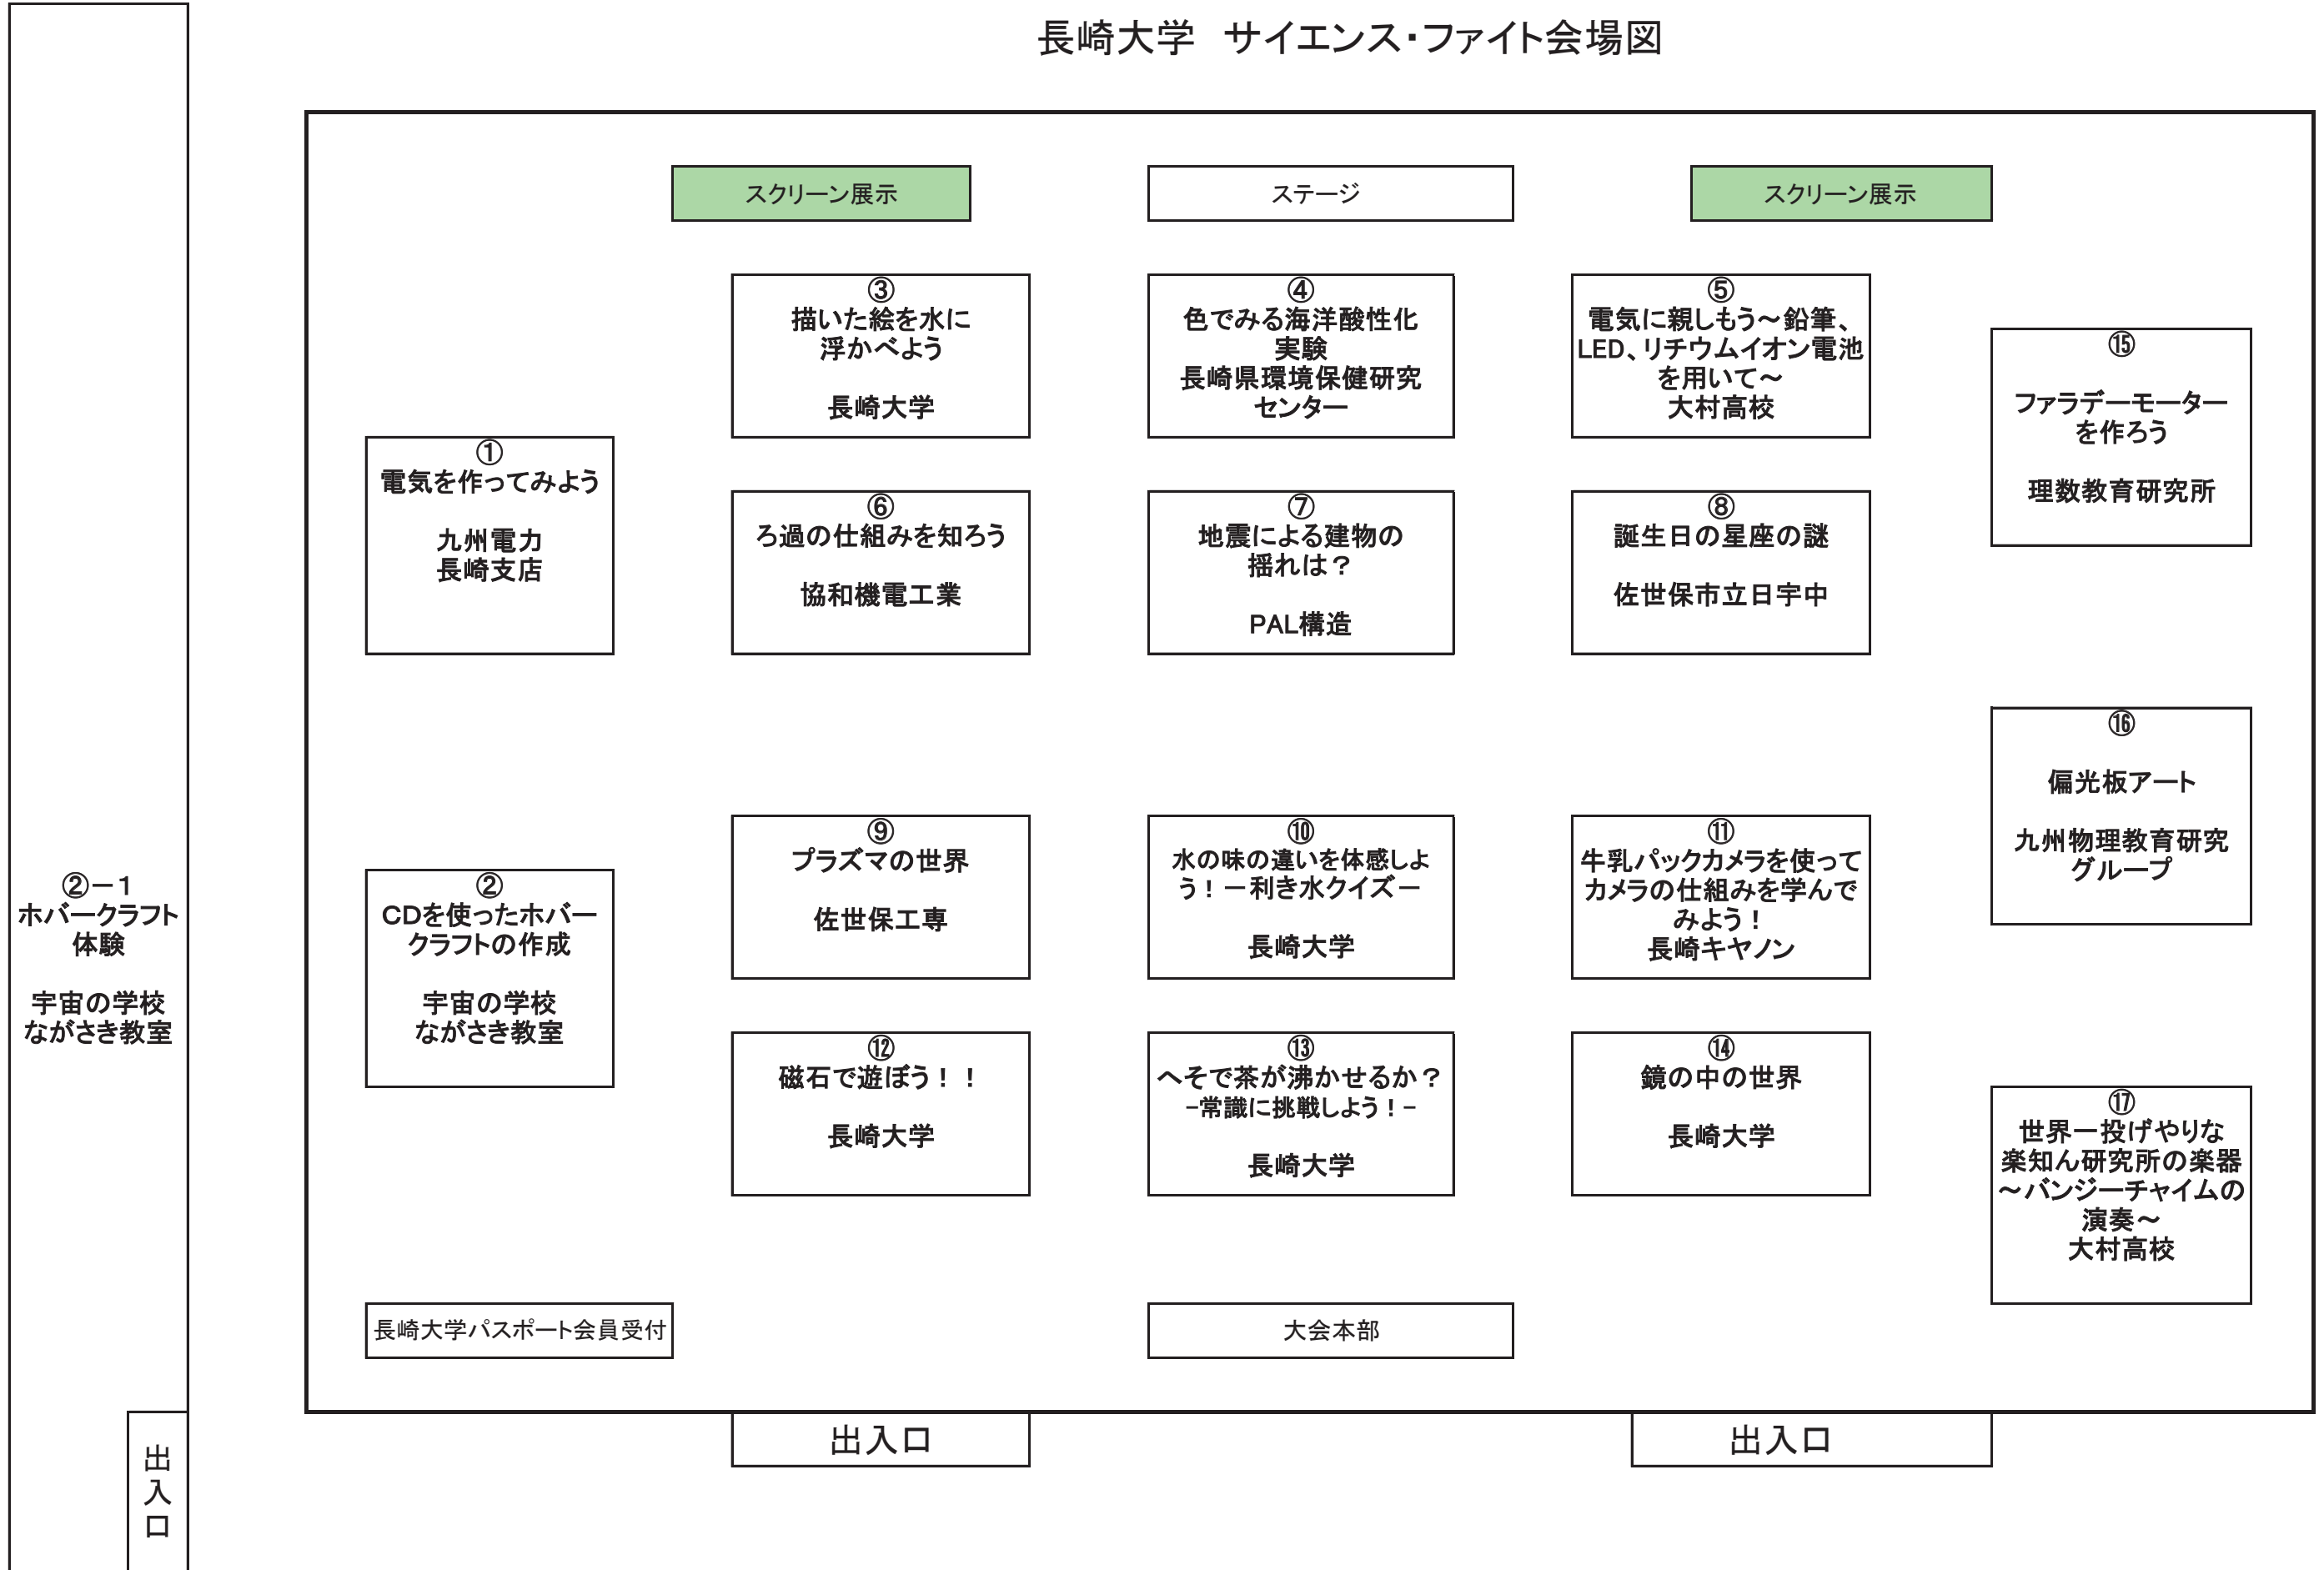 長崎大学　サイエンス・ファイト会場図
スクリーン展示
ステージ
スクリーン展示
③
描いた絵を水に
浮かべよう
長崎大学
④
色でみる海洋酸性化
実験
長崎県環境保健研究
センター
⑤
電気に親しもう～鉛筆、
LED、リチウムイオン電池
を用いて～
大村高校
⑮
ファラデーモーター
を作ろう
理数教育研究所
①
電気を作ってみよう
九州電力
長崎支店
⑥
ろ過の仕組みを知ろう
協和機電工業
⑦
地震による建物の
揺れは？
PAL構造
⑧
誕生日の星座の謎
佐世保市立日宇中
⑯
偏光板アート
九州物理教育研究
グループ
②－１
ホバークラフト
体験
宇宙の学校
ながさき教室
②
CDを使ったホバー
クラフトの作成
宇宙の学校
ながさき教室
⑨
プラズマの世界
佐世保工専
⑩
水の味の違いを体感しよ
う！－利き水クイズ－
長崎大学
⑪
牛乳パックカメラを使って
カメラの仕組みを学んで
みよう！
長崎キヤノン
⑫
磁石で遊ぼう！！
長崎大学
⑬
へそで茶が沸かせるか？
-常識に挑戦しよう！-
長崎大学
⑭
鏡の中の世界
長崎大学
⑰
世界一投げやりな
楽知ん研究所の楽器
～バンジーチャイムの
演奏～
大村高校
長崎大学パスポート会員受付
大会本部
出入口
出入口
出入口